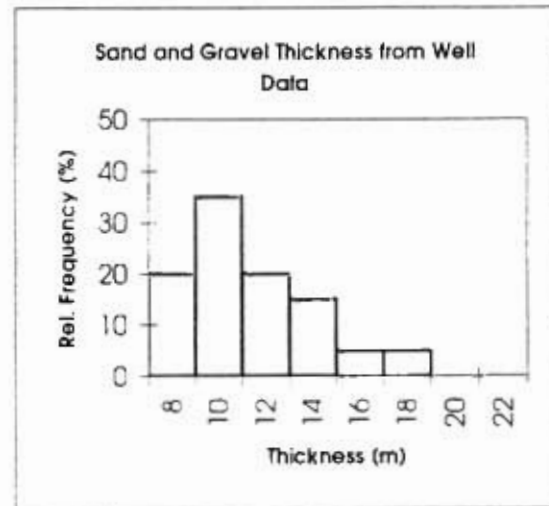 Sand and Gravel Thickness from Well
Data
50
40
30
20
10
0
Rel. Frequency (%)
8 10 12 14 16 18 20 22
Thickness (m)